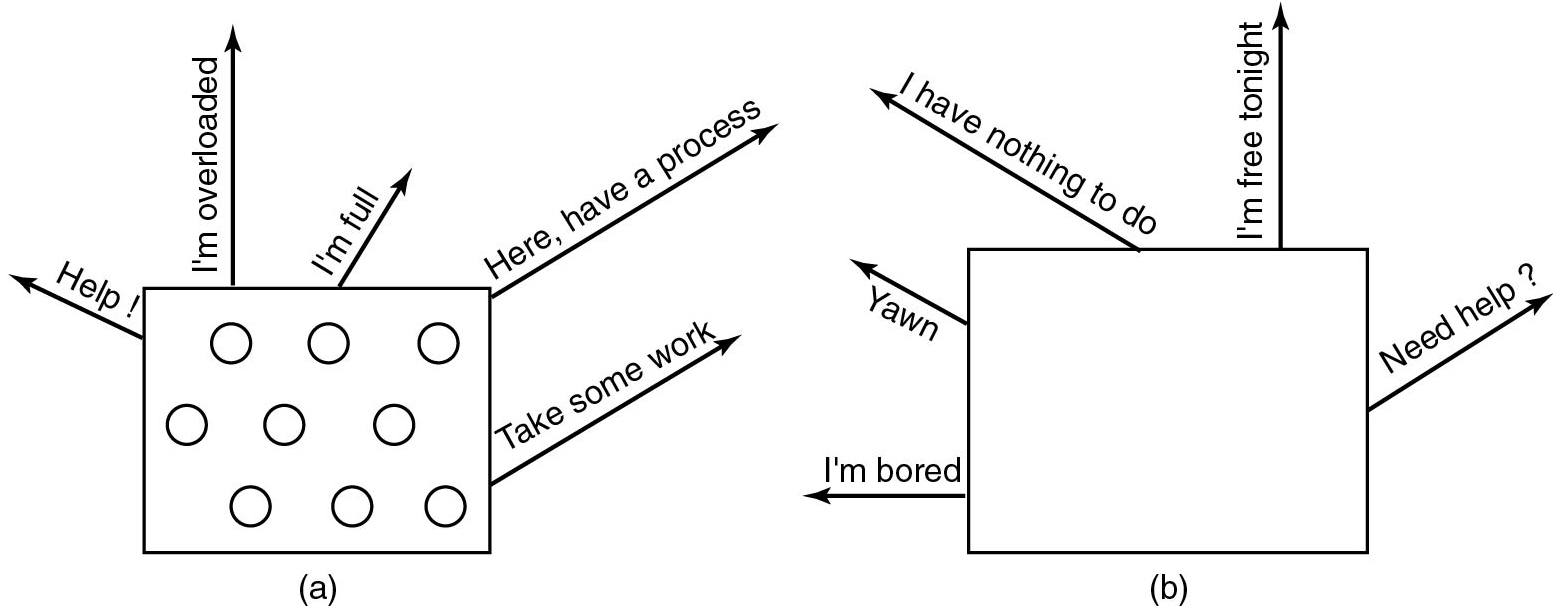 Help !
I'm overloaded
I'm full
Here, have a process
Take some work
(a)
I have nothing to do
I'm free tonight
Yawn
Need help ?
I'm bored
(b)